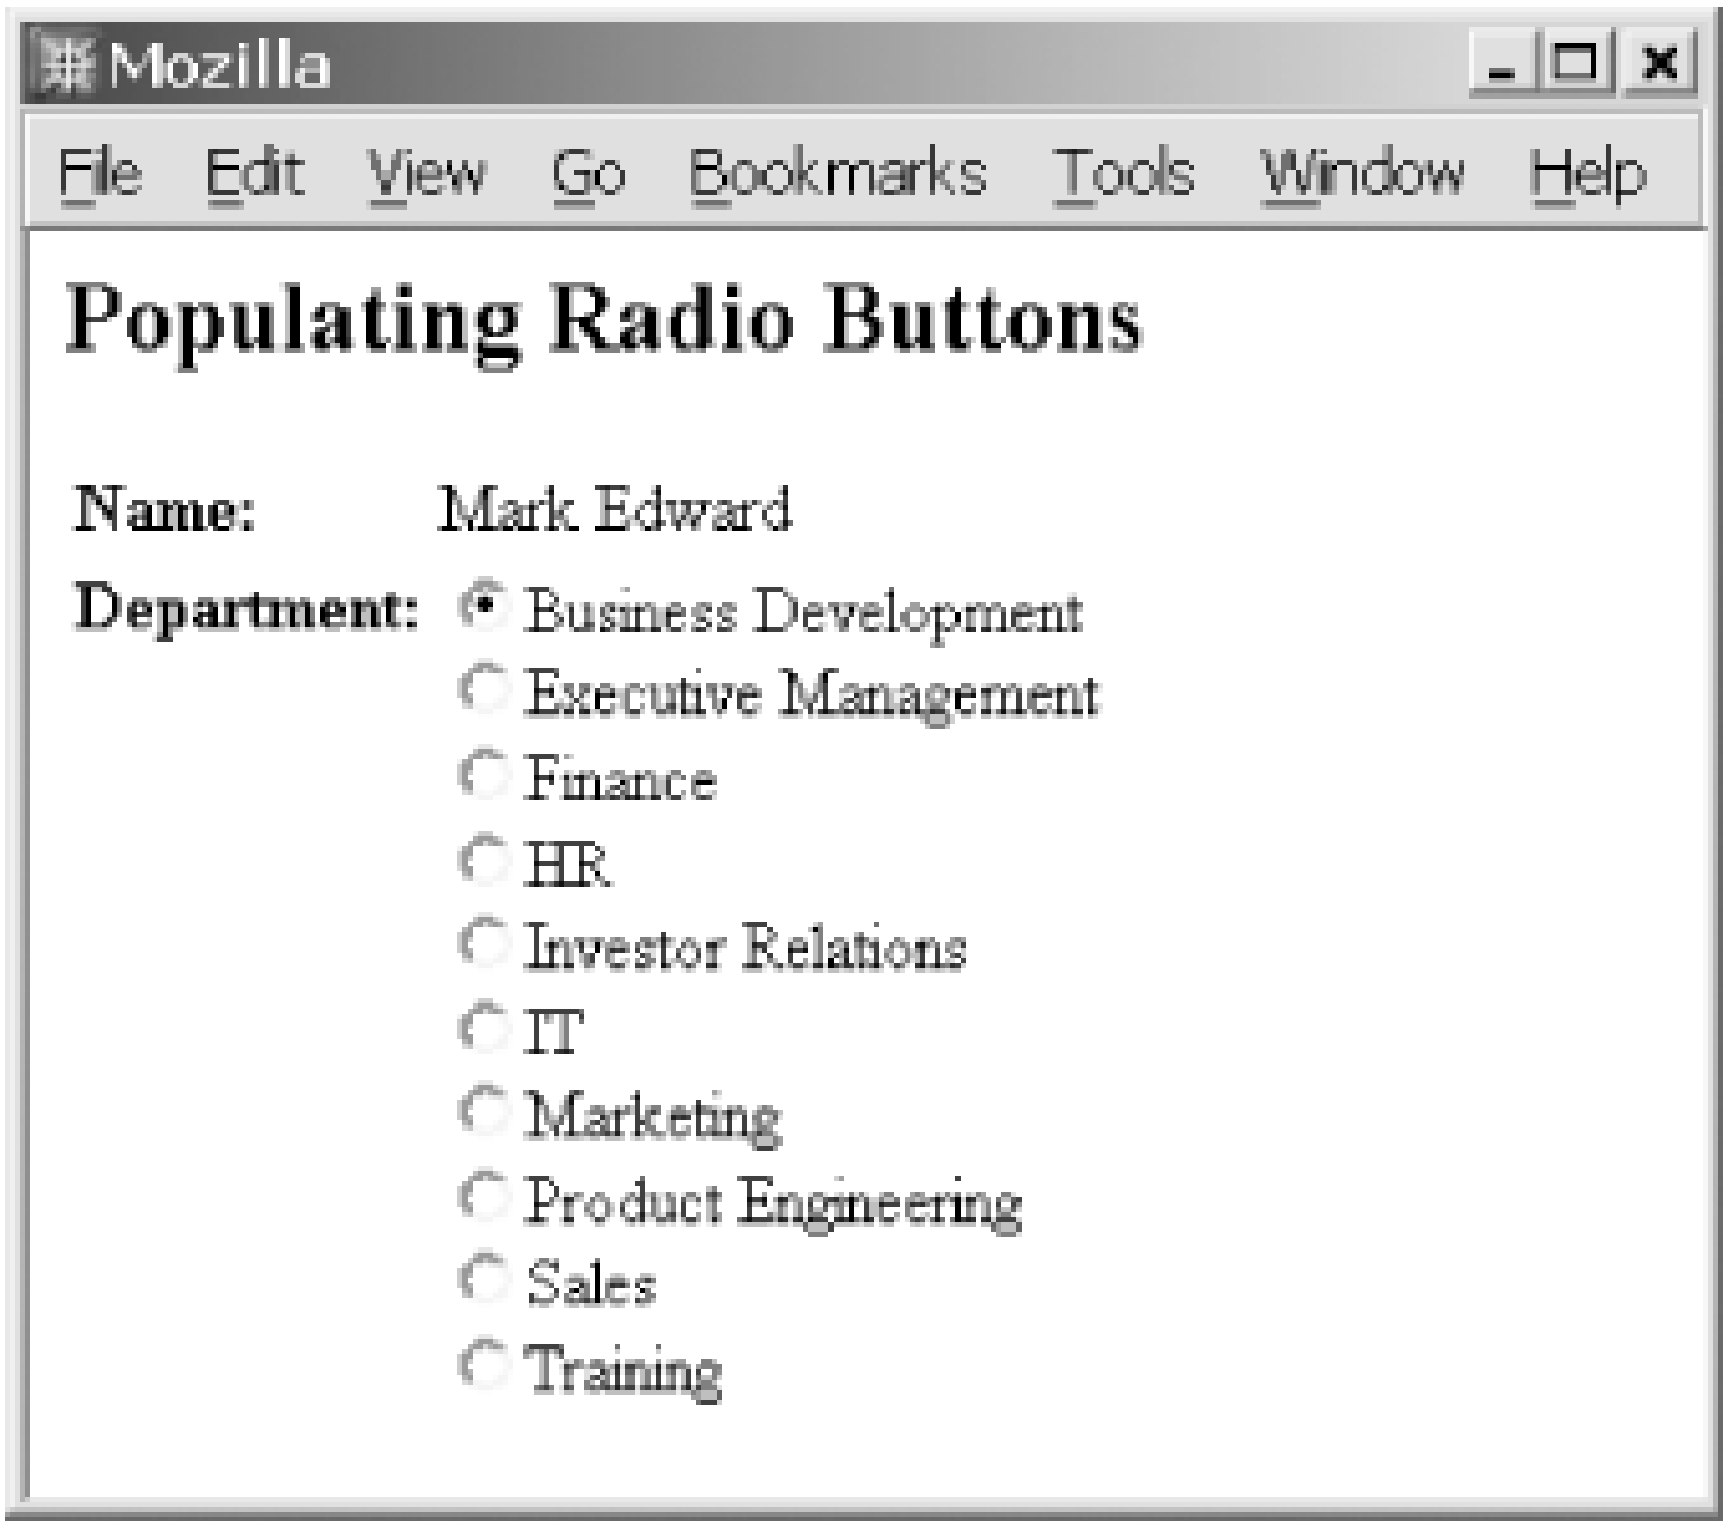 Mozilla
File Edit View Go Bookmarks Tools Window Help
Populating Radio Buttons
Name: Mark Edward
Department: Business Development
Executive Management
Finance
HR
Investor Relations
IT
Marketing
Product Engineering
Sales
Training